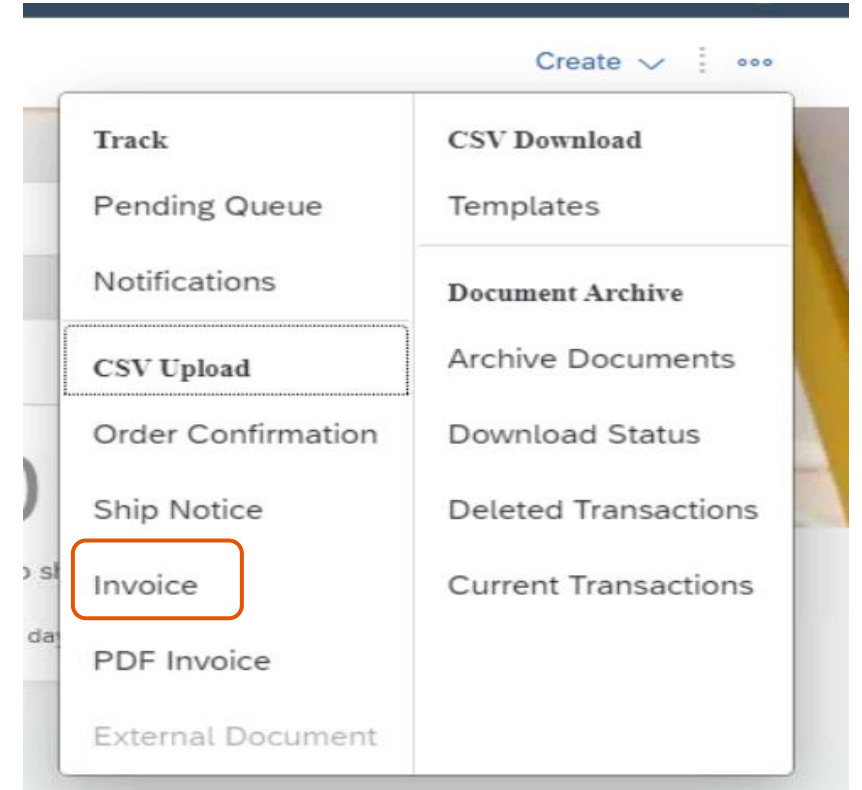 Create
Track
Pending Queue
Notifications
CSV Upload
Order Confirmation
Ship Notice
Invoice
PDF Invoice
External Document
CSV Download
Templates
Document Archive
Archive Documents
Download Status
Deleted Transactions
Current Transactions